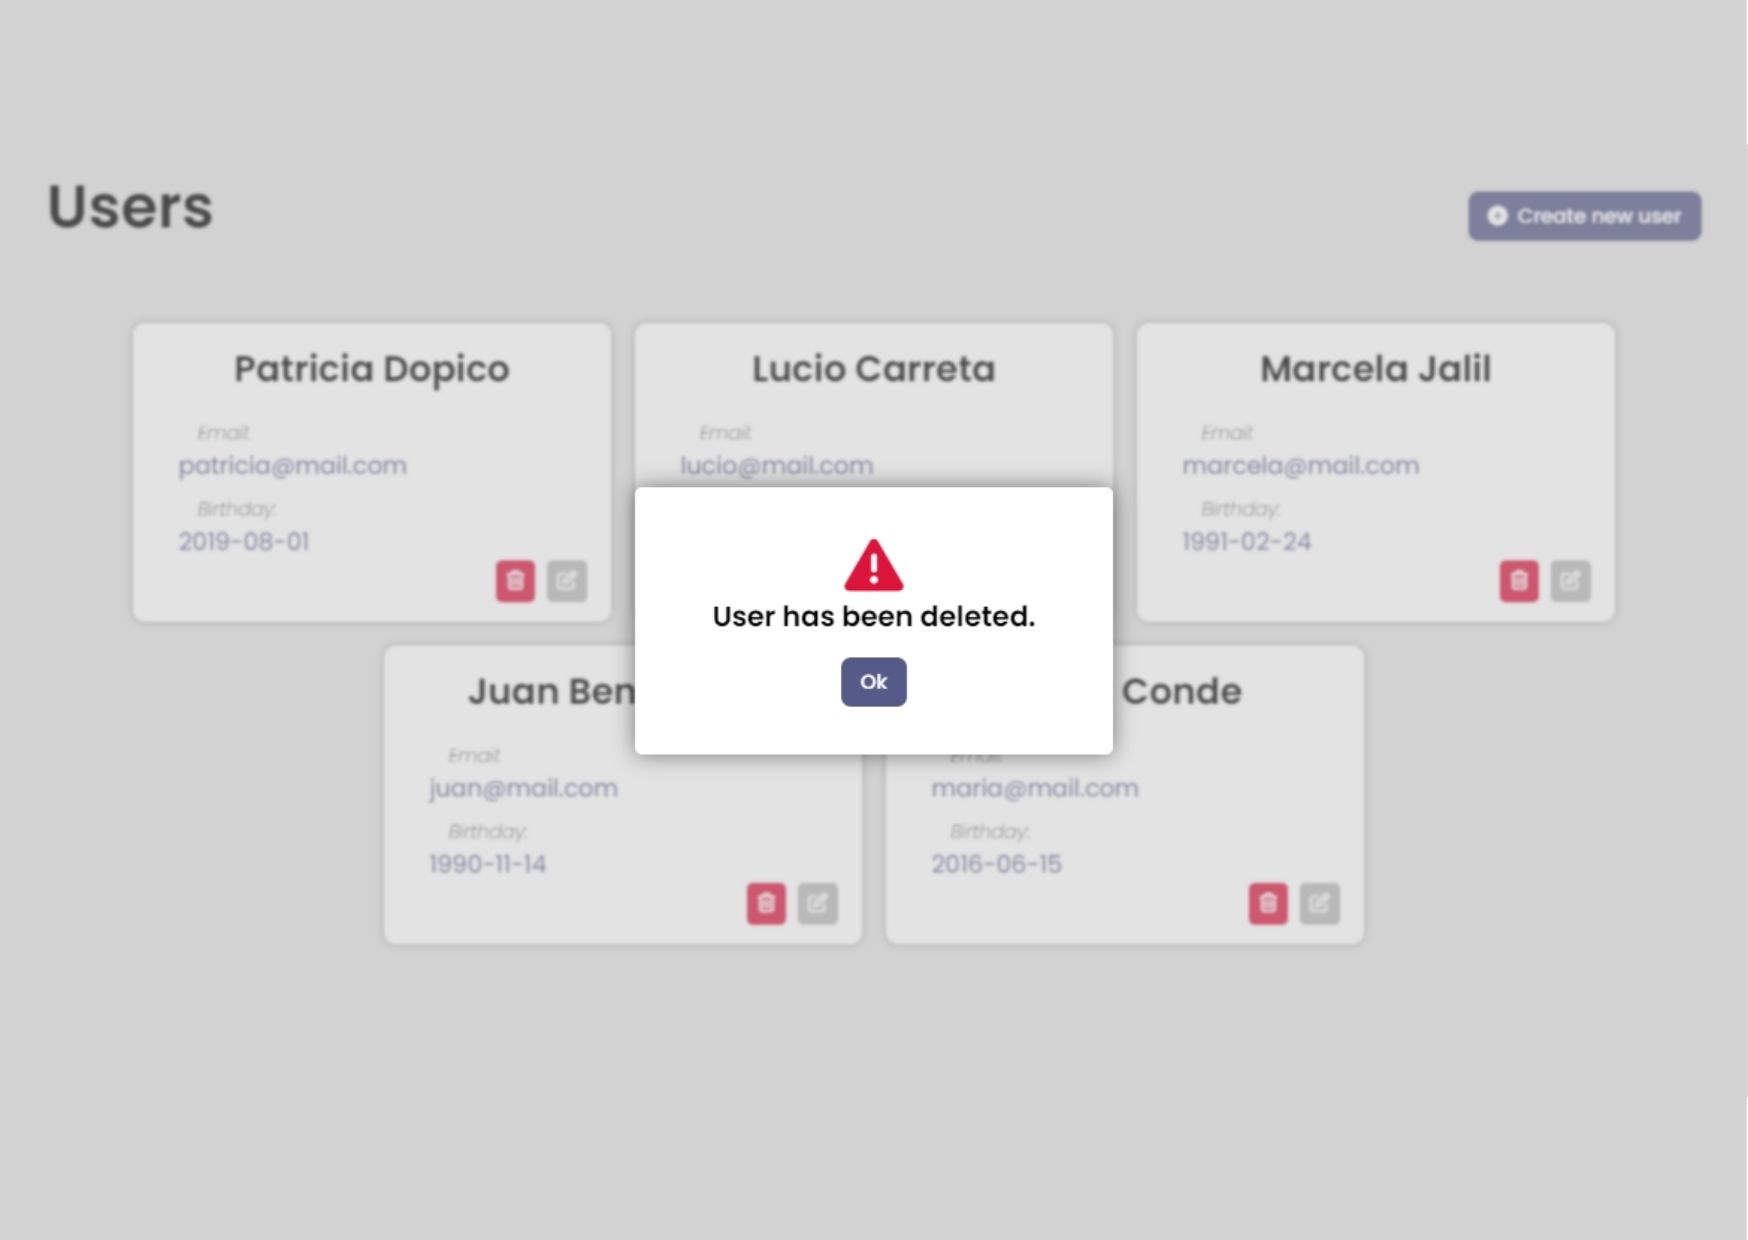 Users
Create new user
Patricia Dopico
Email:
patricia@mail.com
Birthday:
2019-08-01
Lucio Carreta
Email:
lucio@mail.com
Marcela Jalil
Email:
marcela@mail.com
Birthday:
1991-02-24
User has been deleted.
Ok
Juan
Email:
juan@mail.com
Birthday:
1990-11-14
Conde
Email:
maria@mail.com
Birthday:
2016-06-15